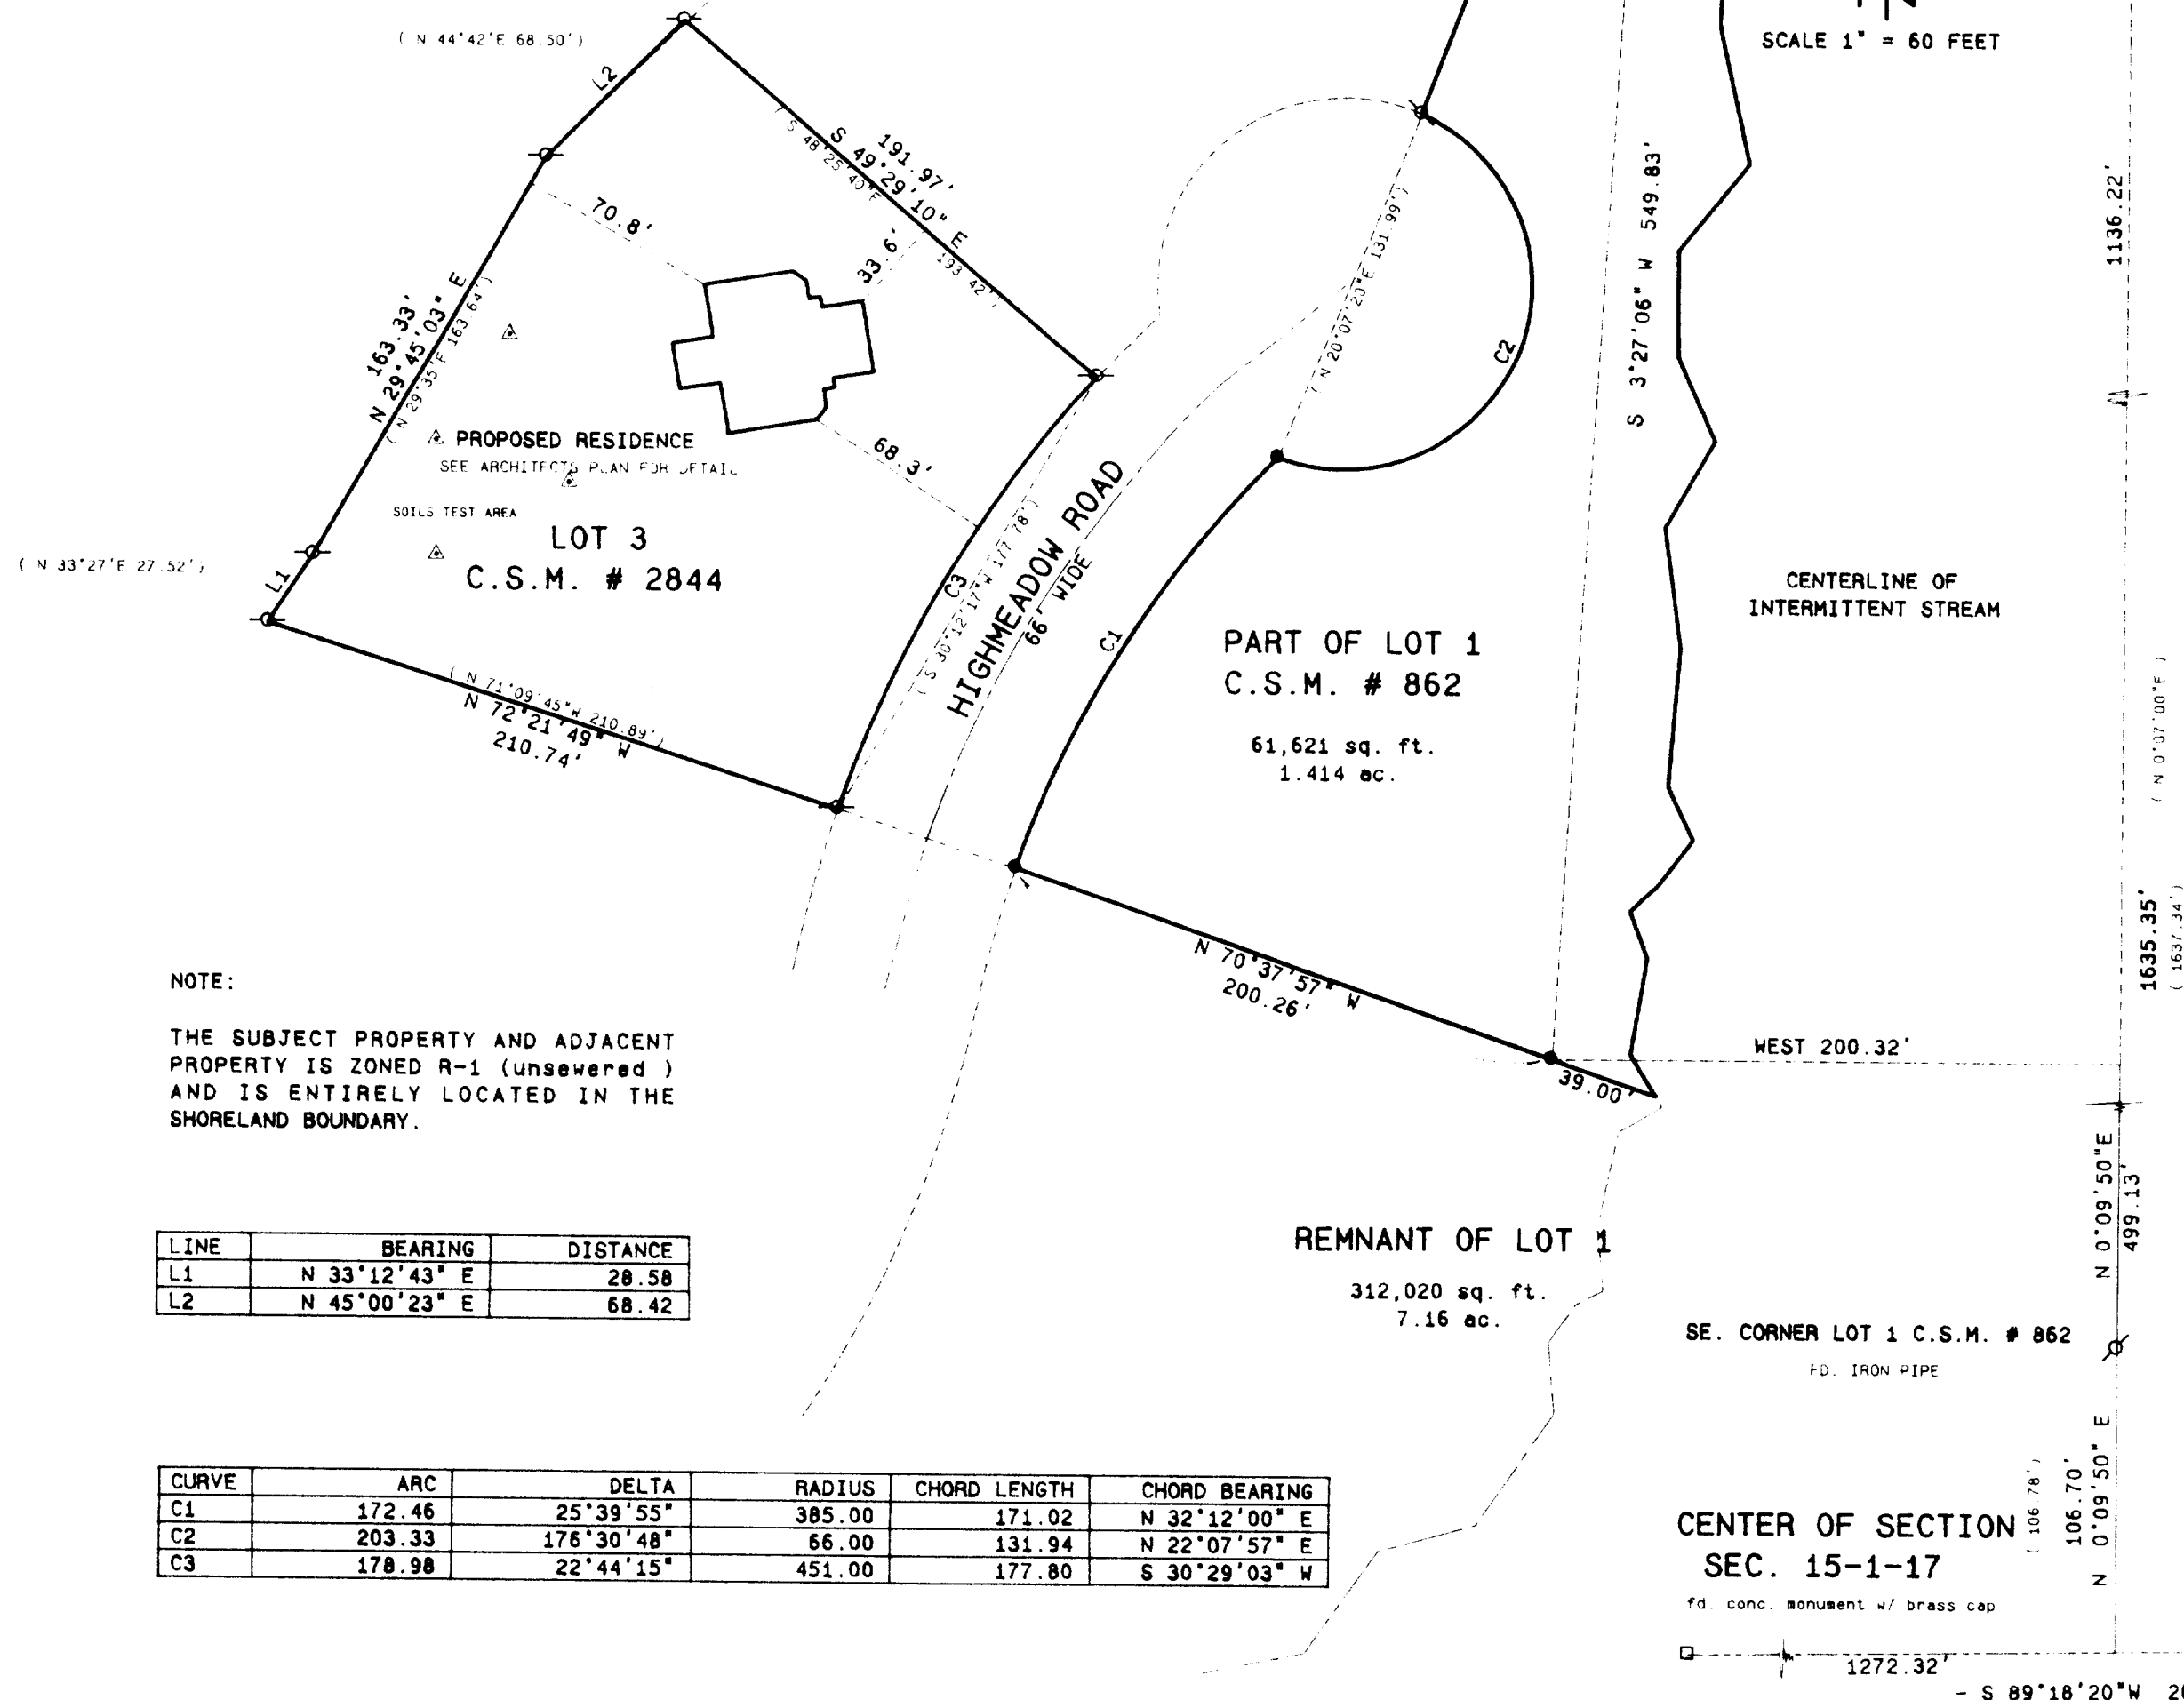 ( N 44°42'E 68.50')
L2
SCALE 1" = 60 FEET
191.97'
S 49°29'10" E
( S 48°25'40"E
193.42')
70.8'
33.6'
163.33'
N 29°45'03" E
( N 29°35'E 163.64')
PROPOSED RESIDENCE
SEE ARCHITECTS PLAN FOR DETAIL
SOILS TEST AREA
LOT 3
C.S.M. # 2844
68.3'
( N 33°27'E 27.52')
L1
( N 71°09'45"W 210.89')
N 72°21'49" W
210.74'
C3
( S 30°12'17"W 177.78')
HIGHMEADOW ROAD
66' WIDE
C1
( N 20°07'20"E 131.99')
C2
S 3°27'06" W 549.83'
1136.22'
PART OF LOT 1
C.S.M. # 862
61,621 sq. ft.
1.414 ac.
CENTERLINE OF
INTERMITTENT STREAM
( N 0°07'00"E )
1635.35'
( 1637.34')
N 70°37'57" W
200.26'
39.00'
WEST 200.32'
NOTE:
THE SUBJECT PROPERTY AND ADJACENT
PROPERTY IS ZONED R-1 (unsewered )
AND IS ENTIRELY LOCATED IN THE
SHORELAND BOUNDARY.
N 0°09'50"E
499.13'
REMNANT OF LOT 1
312,020 sq. ft.
7.16 ac.
LINE BEARING DISTANCE
L1 N 33°12'43" E 28.58
L2 N 45°00'23" E 68.42
SE. CORNER LOT 1 C.S.M. # 862
FD. IRON PIPE
CURVE ARC DELTA RADIUS CHORD LENGTH CHORD BEARING
C1 172.46 25°39'55" 385.00 171.02 N 32°12'00" E
C2 203.33 176°30'48" 66.00 131.94 N 22°07'57" E
C3 178.98 22°44'15" 451.00 177.80 S 30°29'03" W
( 106.78')
106.70'
N 0°09'50" E
CENTER OF SECTION
SEC. 15-1-17
fd. conc. monument w/ brass cap
1272.32'
- S 89°18'20"W